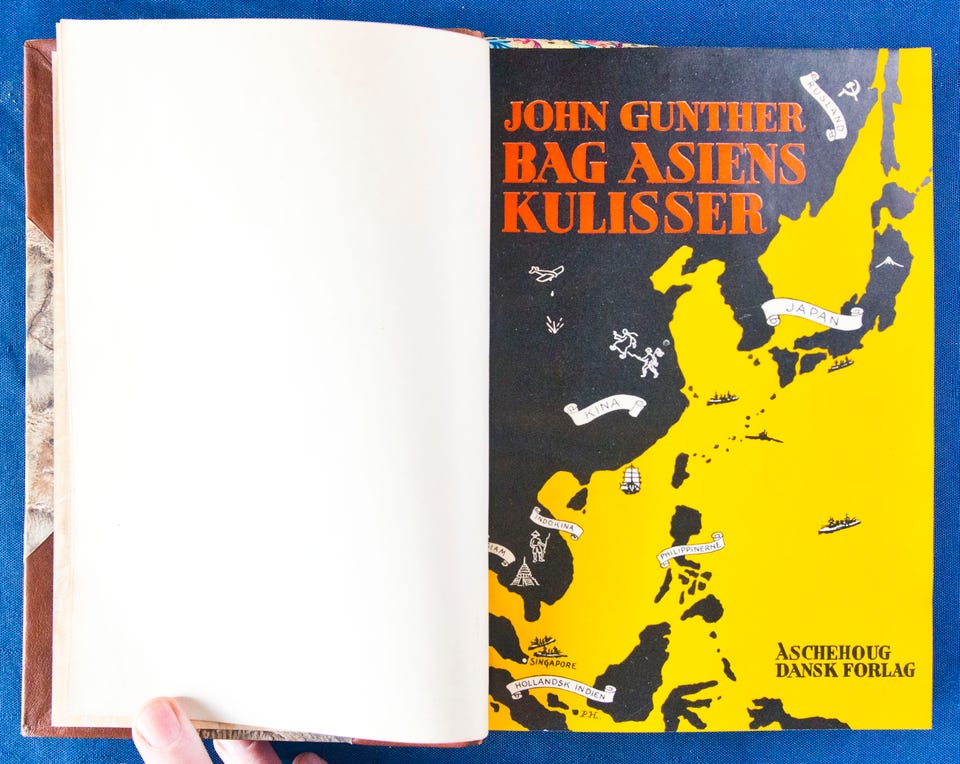 JOHN GUNTHER
BAG ASIENS
KULISSER
RUSLAND
JAPAN
KINA
INDOKINA
PHILIPPINERNE
SINGAPORE
HOLLANDSK INDIEN
P.H.
ASCHEHOUG
DANSK FORLAG